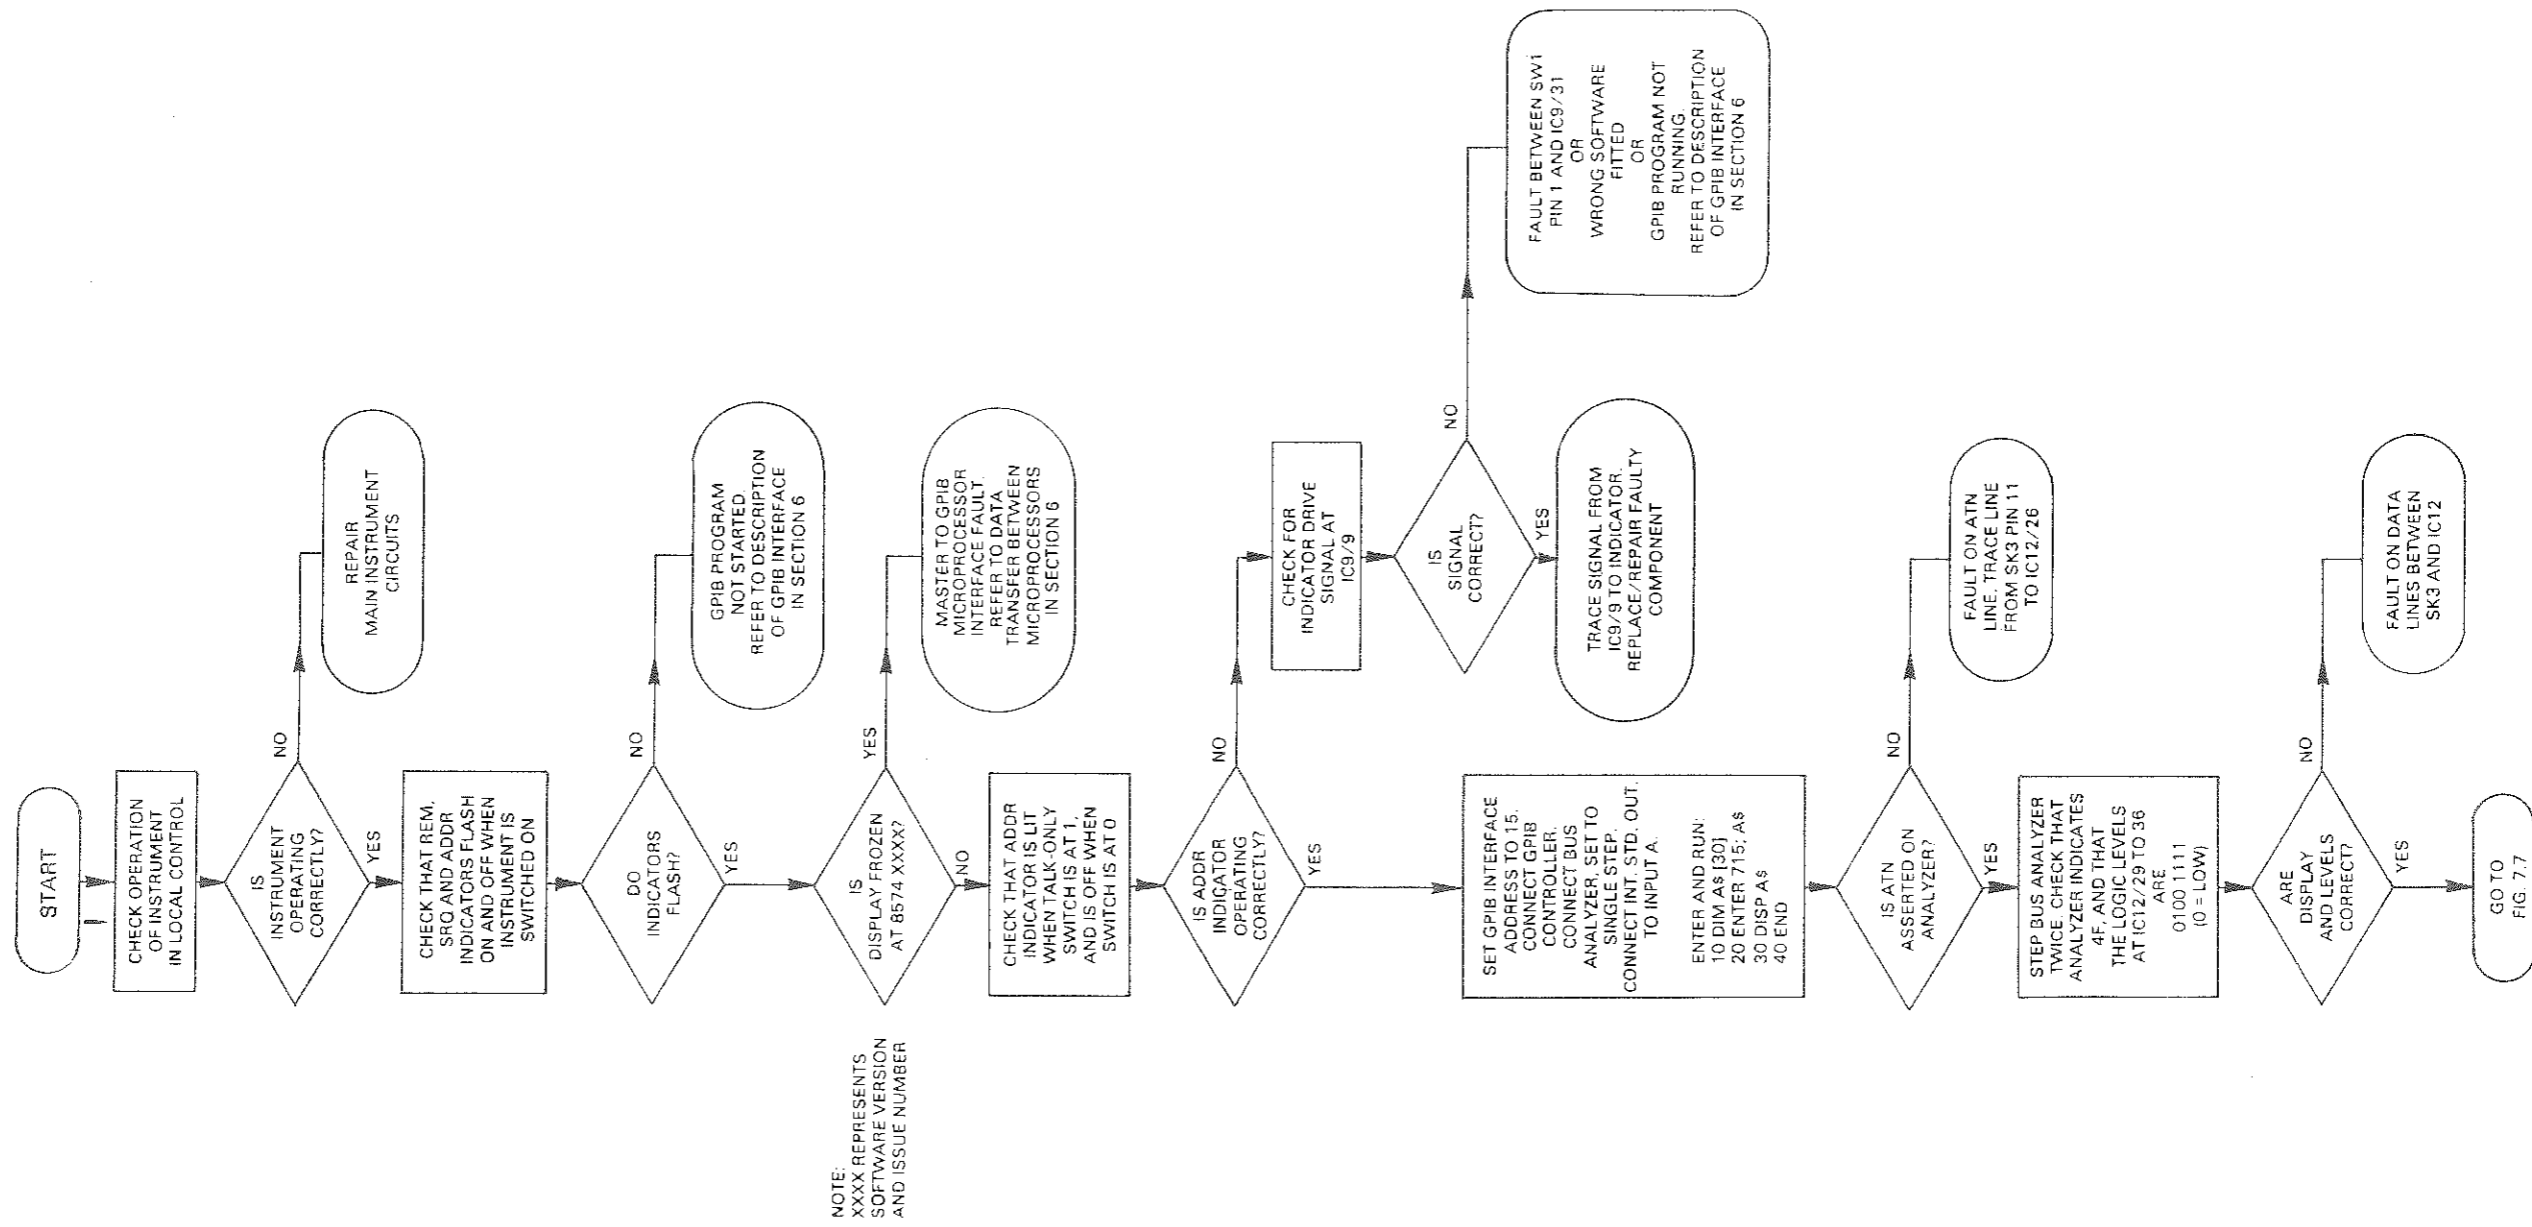 START
CHECK OPERATION
OF INSTRUMENT
IN LOCAL CONTROL
IS
INSTRUMENT
OPERATING
CORRECTLY?
NO
REPAIR
MAIN INSTRUMENT
CIRCUITS
YES
CHECK THAT REM,
SRQ AND ADDR
INDICATORS FLASH
ON AND OFF WHEN
INSTRUMENT IS
SWITCHED ON
DO
INDICATORS
FLASH?
NO
GPIB PROGRAM
NOT STARTED.
REFER TO DESCRIPTION
OF GPIB INTERFACE
IN SECTION 6
YES
NOTE:
XXXX REPRESENTS
SOFTWARE VERSION
AND ISSUE NUMBER
IS
DISPLAY FROZEN
AT 8574 XXXX?
YES
MASTER TO GPIB
MICROPROCESSOR
INTERFACE FAULT.
REFER TO DATA
TRANSFER BETWEEN
MICROPROCESSORS
IN SECTION 6
NO
CHECK THAT ADDR
INDICATOR IS LIT
WHEN TALK-ONLY
SWITCH IS AT 1,
AND IS OFF WHEN
SWITCH IS AT 0
IS ADDR
INDICATOR
OPERATING
CORRECTLY?
NO
CHECK FOR
INDICATOR DRIVE
SIGNAL AT
IC9/9
IS
SIGNAL
CORRECT?
NO
FAULT BETWEEN SW1
PIN 1 AND IC9/31
OR
WRONG SOFTWARE
FITTED
OR
GPIB PROGRAM NOT
RUNNING.
REFER TO DESCRIPTION
OF GPIB INTERFACE
IN SECTION 6
YES
TRACE SIGNAL FROM
IC9/9 TO INDICATOR.
REPLACE/REPAIR FAULTY
COMPONENT
YES
SET GPIB INTERFACE
ADDRESS TO 15.
CONNECT GPIB
CONTROLLER.
CONNECT BUS
ANALYZER, SET TO
SINGLE STEP.
CONNECT INT. STD. OUT.
TO INPUT A.
ENTER AND RUN:
10 DIM A$ [30]
20 ENTER 715; A$
30 DISP A$
40 END
IS ATN
ASSERTED ON
ANALYZER?
NO
FAULT ON ATN
LINE. TRACE LINE
FROM SK3 PIN 11
TO IC12/26
YES
STEP BUS ANALYZER
TWICE. CHECK THAT
ANALYZER INDICATES
4F, AND THAT
THE LOGIC LEVELS
AT IC12/29 TO 36
ARE
0100 1111
(0 = LOW)
ARE
DISPLAY
AND LEVELS
CORRECT?
NO
FAULT ON DATA
LINES BETWEEN
SK3 AND IC12
YES
GO TO
FIG. 7.7